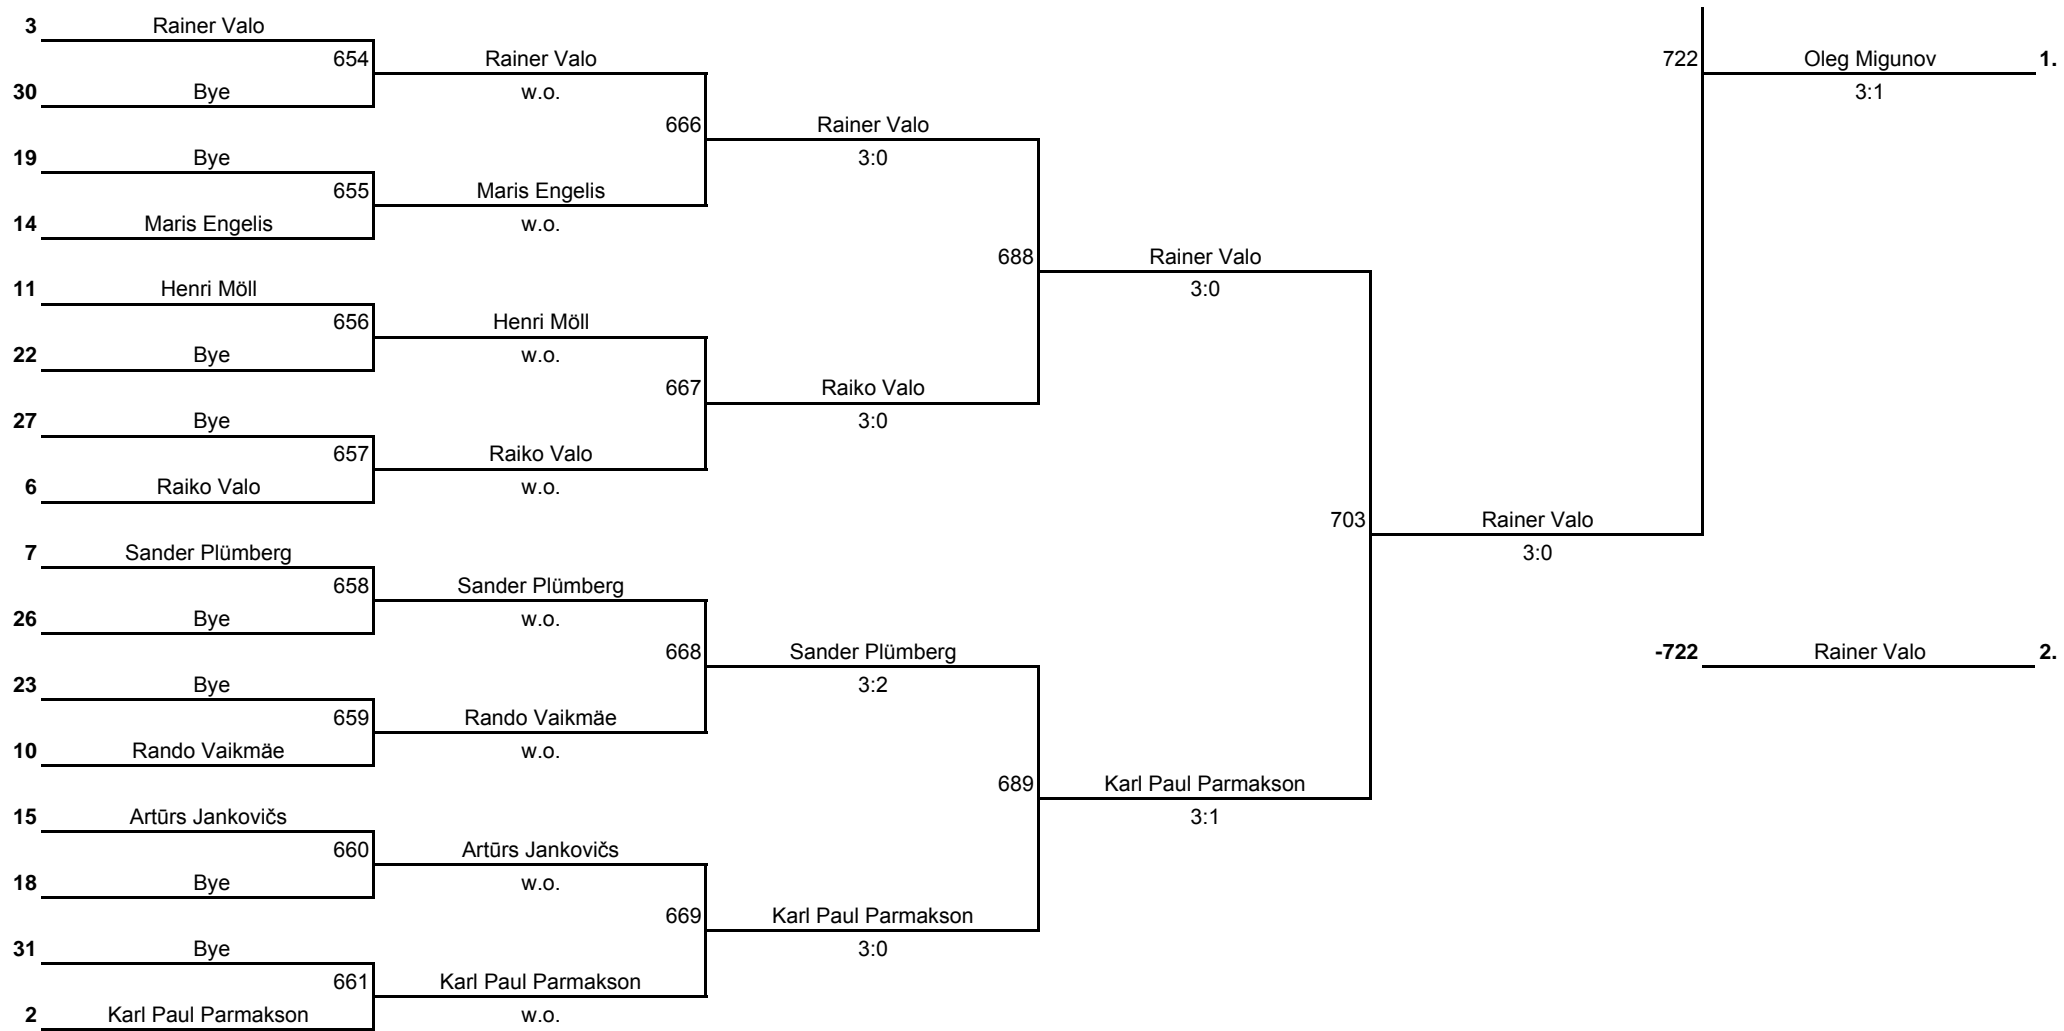 3 Rainer Valo
654 Rainer Valo 722 Oleg Migunov 1.
30 Bye w.o. 3:1
666 Rainer Valo
19 Bye 3:0
655 Maris Engelis
14 Maris Engelis w.o.
688 Rainer Valo
11 Henri Möll 3:0
656 Henri Möll
22 Bye w.o.
667 Raiko Valo
27 Bye 3:0
657 Raiko Valo
6 Raiko Valo w.o.
703 Rainer Valo
7 Sander Plümberg 3:0
658 Sander Plümberg
26 Bye w.o.
668 Sander Plümberg -722 Rainer Valo 2.
23 Bye 3:2
659 Rando Vaikmäe
10 Rando Vaikmäe w.o.
689 Karl Paul Parmakson
15 Artūrs Jankovičs 3:1
660 Artūrs Jankovičs
18 Bye w.o.
669 Karl Paul Parmakson
31 Bye 3:0
661 Karl Paul Parmakson
2 Karl Paul Parmakson w.o.